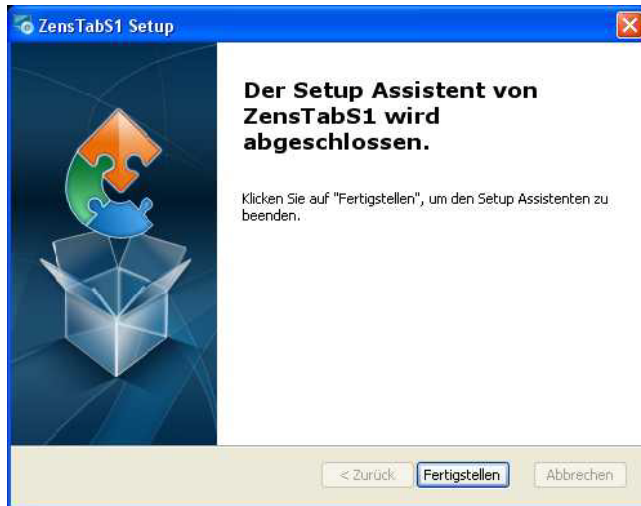 ZensTabS1 Setup
Der Setup Assistent von
ZensTabS1 wird
abgeschlossen.
Klicken Sie auf "Fertigstellen", um den Setup Assistenten zu
beenden.
< Zurück Fertigstellen Abbrechen